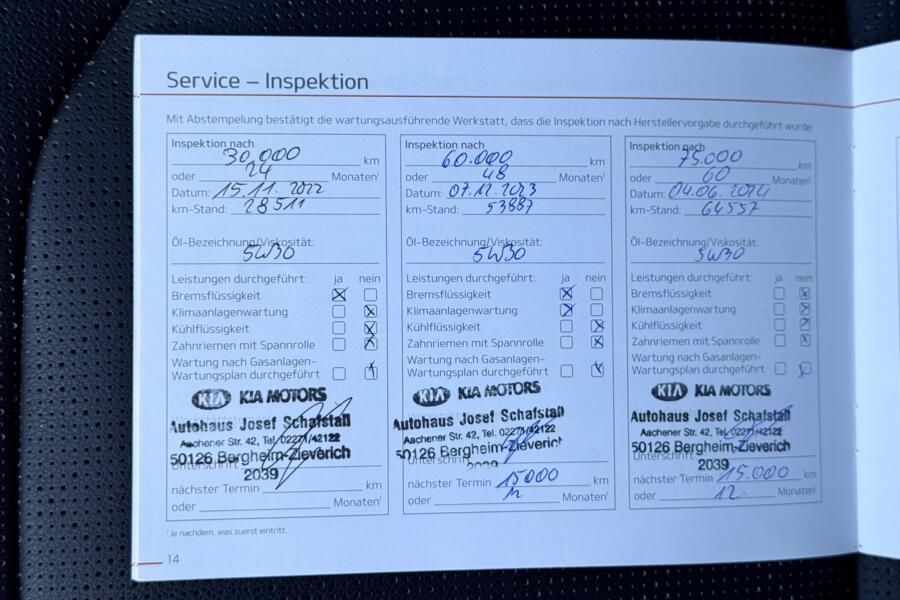 Service – Inspektion
Mit Abstempelung bestätigt die wartungsausführende Werkstatt, dass die Inspektion nach Herstellervorgabe durchgeführt wurde
Inspektion nach
30.000 km
oder 24 Monaten¹
Datum: 15.11.2022
km-Stand: 28511
Öl-Bezeichnung/Viskosität:
5W30
Leistungen durchgeführt: ja nein
Bremsflüssigkeit
Klimaanlagenwartung
Kühlflüssigkeit
Zahnriemen mit Spannrolle
Wartung nach Gasanlagen-
Wartungsplan durchgeführt
KIA KIA MOTORS
Autohaus Josef Schafstall
Aachener Str. 42, Tel. 02271/42122
50126 Bergheim-Zieverich
Unterschrift
2039
nächster Termin km
oder Monaten¹
Inspektion nach
60.000 km
oder 48 Monaten¹
Datum: 07.12.2023
km-Stand: 53887
Öl-Bezeichnung/Viskosität:
5W30
Leistungen durchgeführt: ja nein
Bremsflüssigkeit
Klimaanlagenwartung
Kühlflüssigkeit
Zahnriemen mit Spannrolle
Wartung nach Gasanlagen-
Wartungsplan durchgeführt
KIA KIA MOTORS
Autohaus Josef Schafstall
Aachener Str. 42, Tel. 02271/42122
50126 Bergheim-Zieverich
Unterschrift
nächster Termin 15000 km
oder 12 Monaten¹
Inspektion nach
75.000 km
oder 60 Monaten¹
Datum: 04.06.2024
km-Stand: 64557
Öl-Bezeichnung/Viskosität:
5W30
Leistungen durchgeführt: ja nein
Bremsflüssigkeit
Klimaanlagenwartung
Kühlflüssigkeit
Zahnriemen mit Spannrolle
Wartung nach Gasanlagen-
Wartungsplan durchgeführt
KIA KIA MOTORS
Autohaus Josef Schafstall
Aachener Str. 42, Tel. 02271/42122
50126 Bergheim-Zieverich
Unterschrift
2039
nächster Termin 15.000 km
oder 12 Monaten¹
¹ Je nachdem, was zuerst eintritt.
14